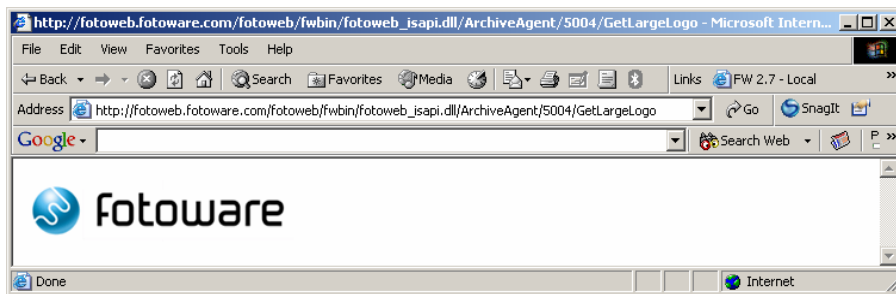 http://fotoweb.fotoware.com/fotoweb/fwbin/fotoweb_isapi.dll/ArchiveAgent/5004/GetLargeLogo - Microsoft Intern...
File Edit View Favorites Tools Help
Back Search Favorites Media Links FW 2.7 - Local »
Address http://fotoweb.fotoware.com/fotoweb/fwbin/fotoweb_isapi.dll/ArchiveAgent/5004/GetLargeLogo Go SnagIt
Google Search Web P »
fotoware
Done Internet